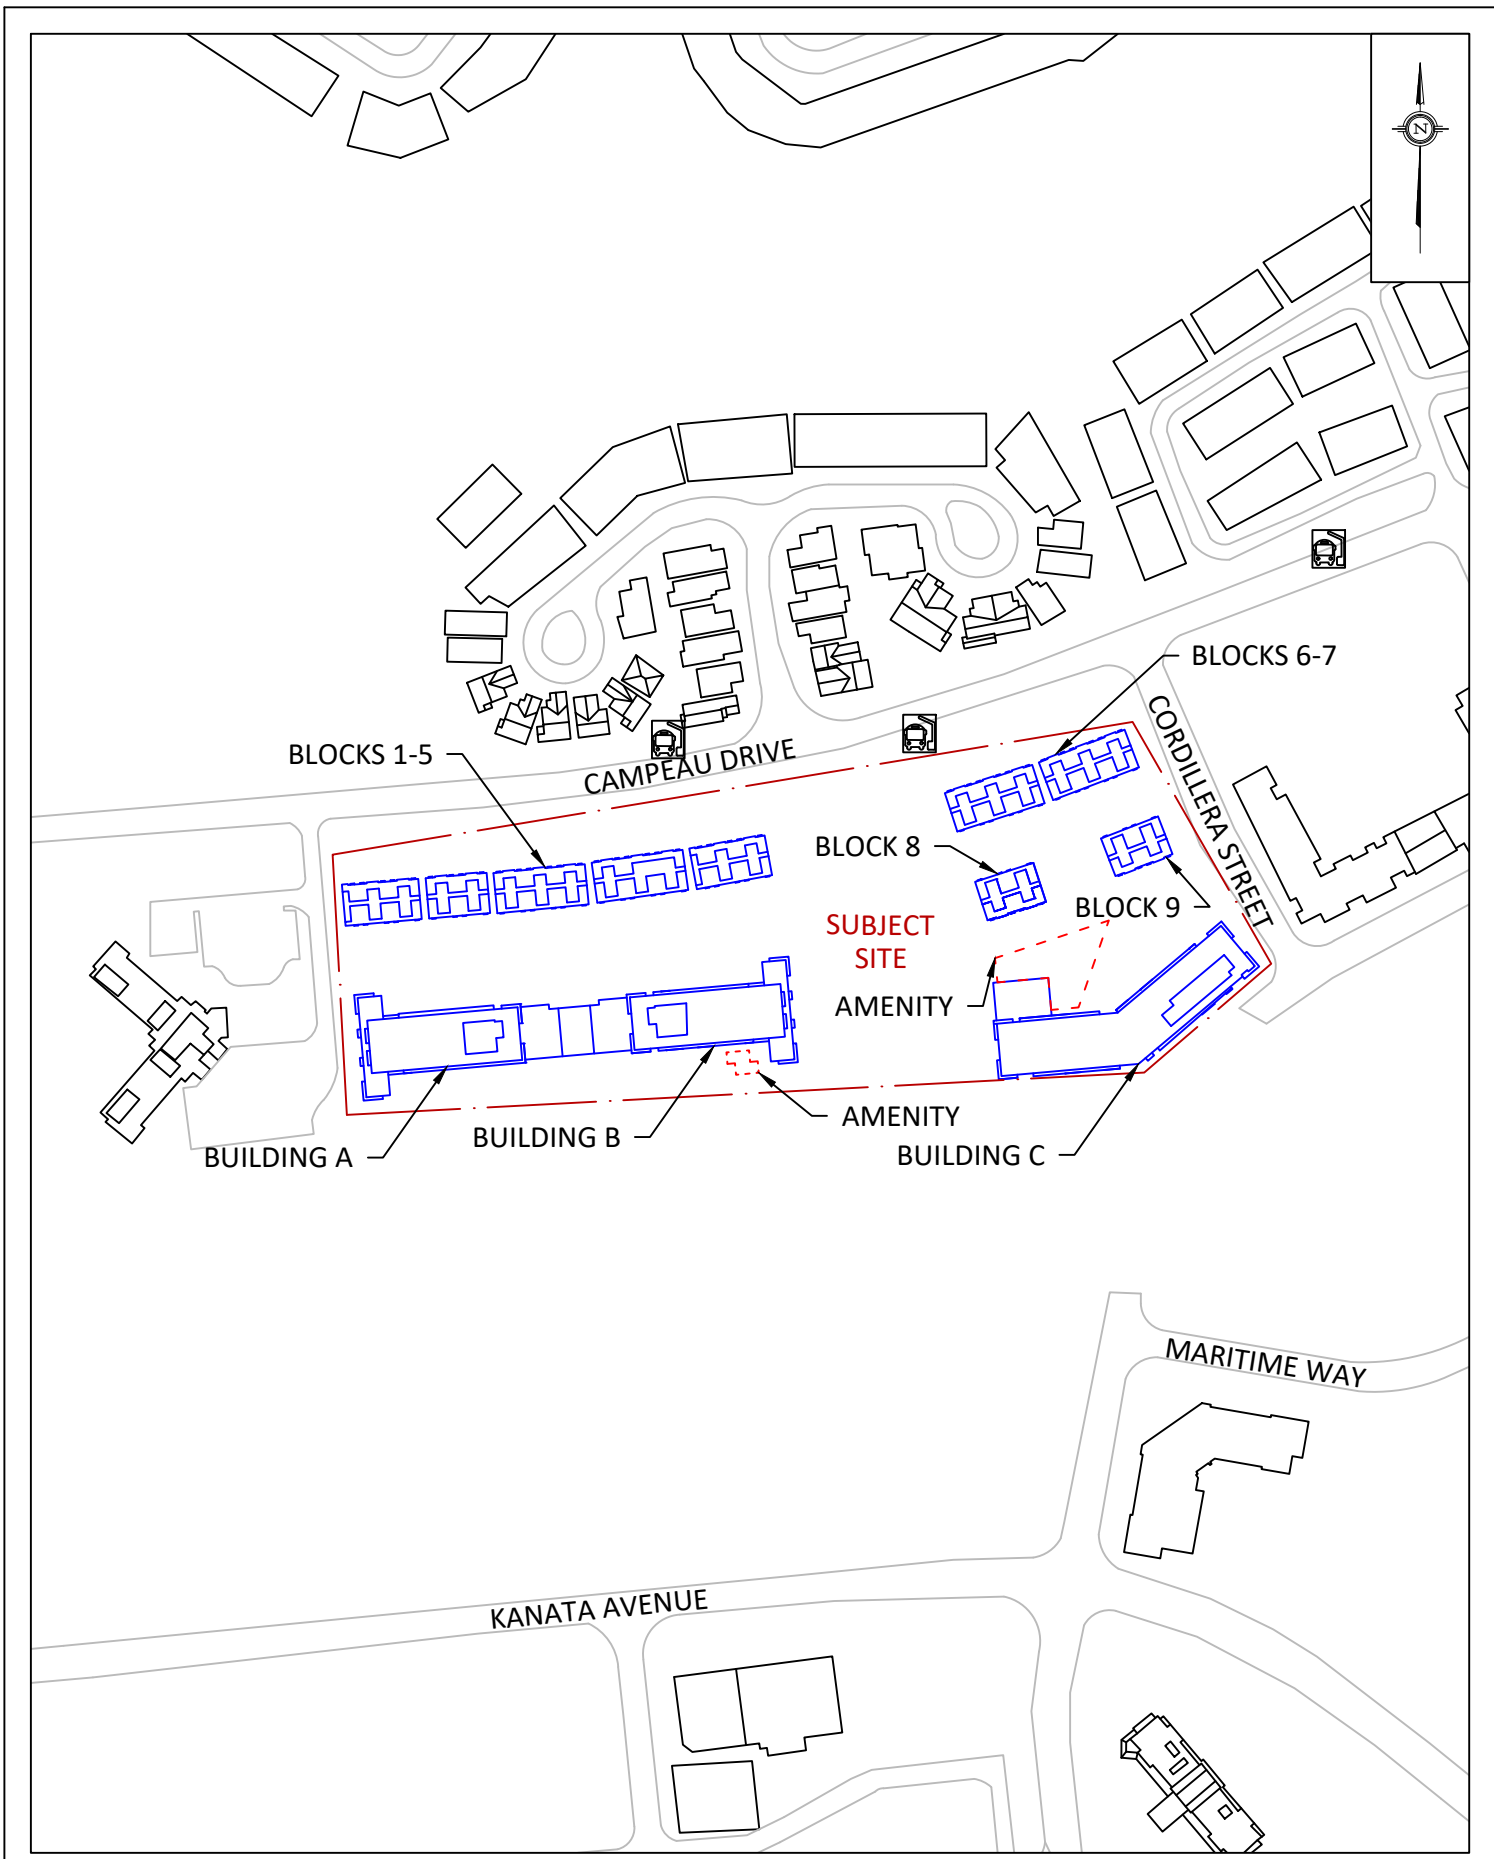 N
BLOCKS 6-7
CORDILLERA STREET
BLOCKS 1-5
CAMPEAU DRIVE
BLOCK 8
BLOCK 9
SUBJECT
SITE
AMENITY
AMENITY
BUILDING B
BUILDING A
BUILDING C
MARITIME WAY
KANATA AVENUE